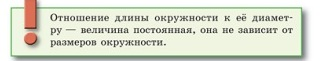 Отношение длины окружности к её диамет-
ру — величина постоянная, она не зависит от
размеров окружности.